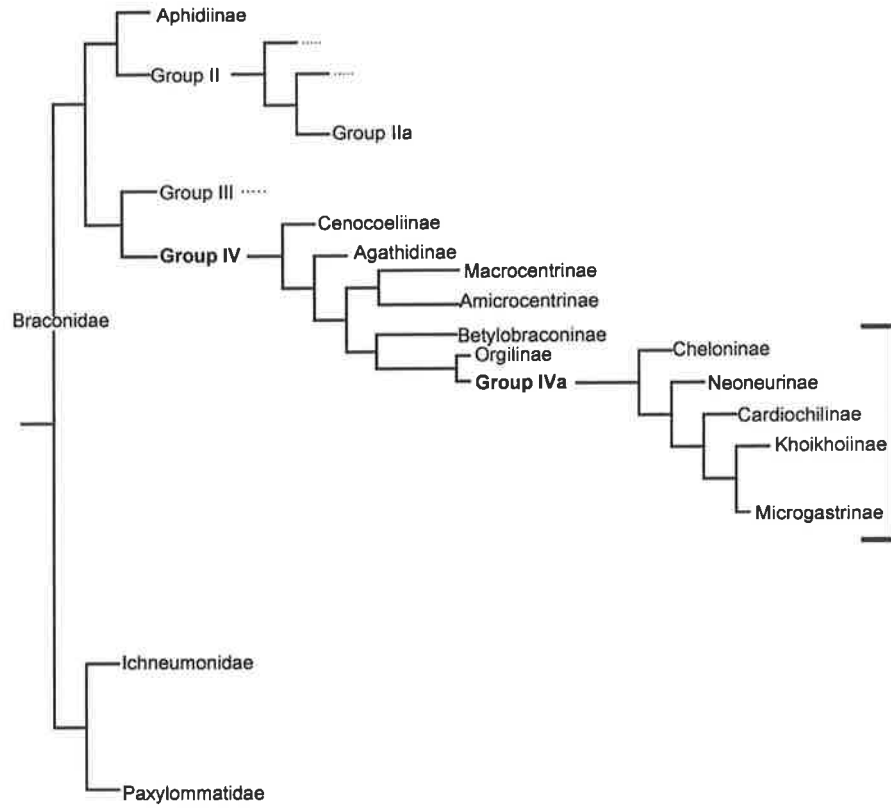 Aphidiinae
.....
Group II
.....
Group IIa
Group III .....
Cenocoeliinae
Group IV
Agathidinae
Macrocentrinae
Amicrocentrinae
Braconidae
Betylobraconinae
Orgilinae
Cheloninae
Group IVa
Neoneurinae
Cardiochilinae
Khoikhoiinae
Microgastrinae
Ichneumonidae
Paxylommatidae